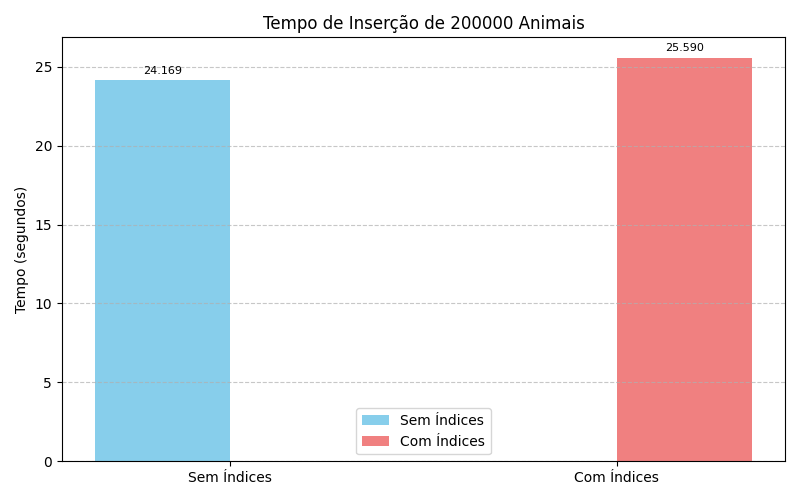 Tempo de Inserção de 200000 Animais
24.169
25.590
Tempo (segundos)
25
20
15
10
5
0
Sem Índices
Com Índices
Sem Índices
Com Índices